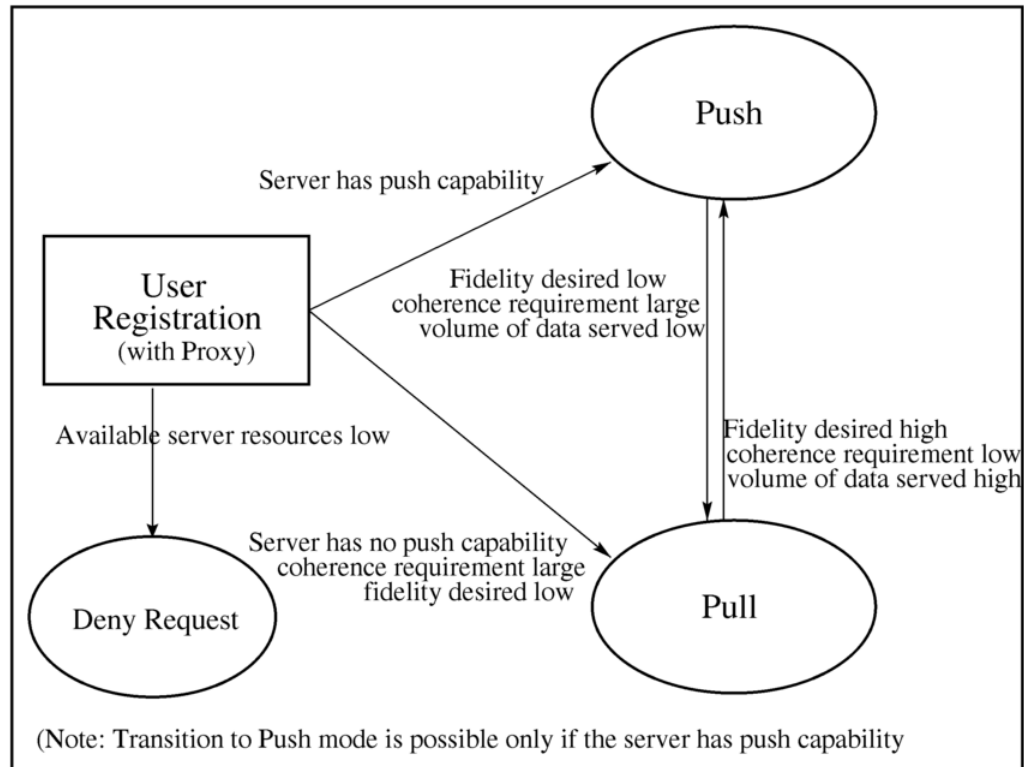 Push
Server has push capability
User
Registration
(with Proxy)
Fidelity desired low
coherence requirement large
volume of data served low
Available server resources low
Fidelity desired high
coherence requirement low
volume of data served high
Server has no push capability
coherence requirement large
fidelity desired low
Deny Request
Pull
(Note: Transition to Push mode is possible only if the server has push capability